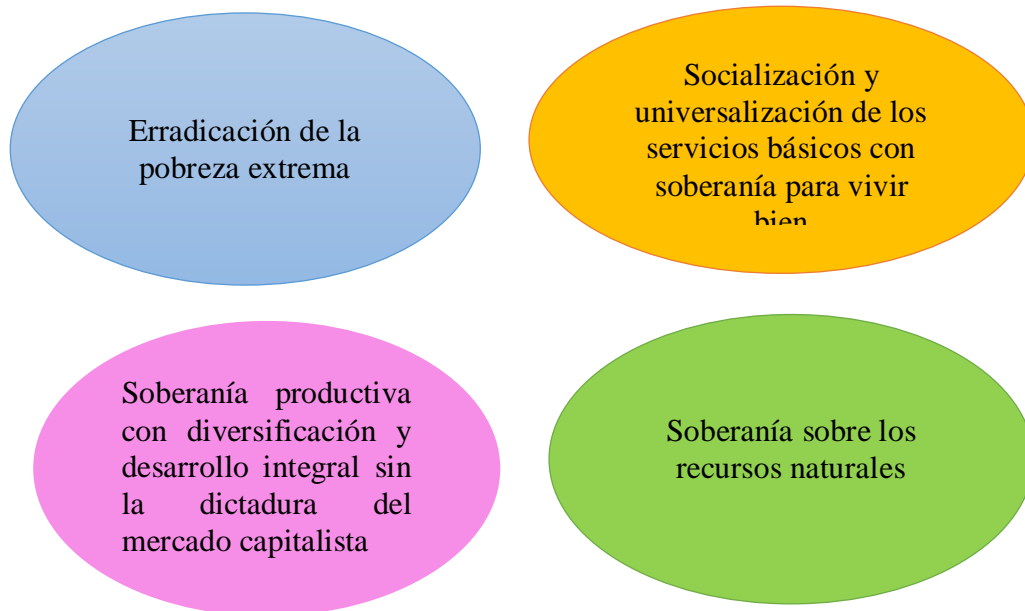 Erradicación de la
pobreza extrema
Socialización y
universalización de los
servicios básicos con
soberanía para vivir
bien
Soberanía productiva
con diversificación y
desarrollo integral sin
la dictadura del
mercado capitalista
Soberanía sobre los
recursos naturales